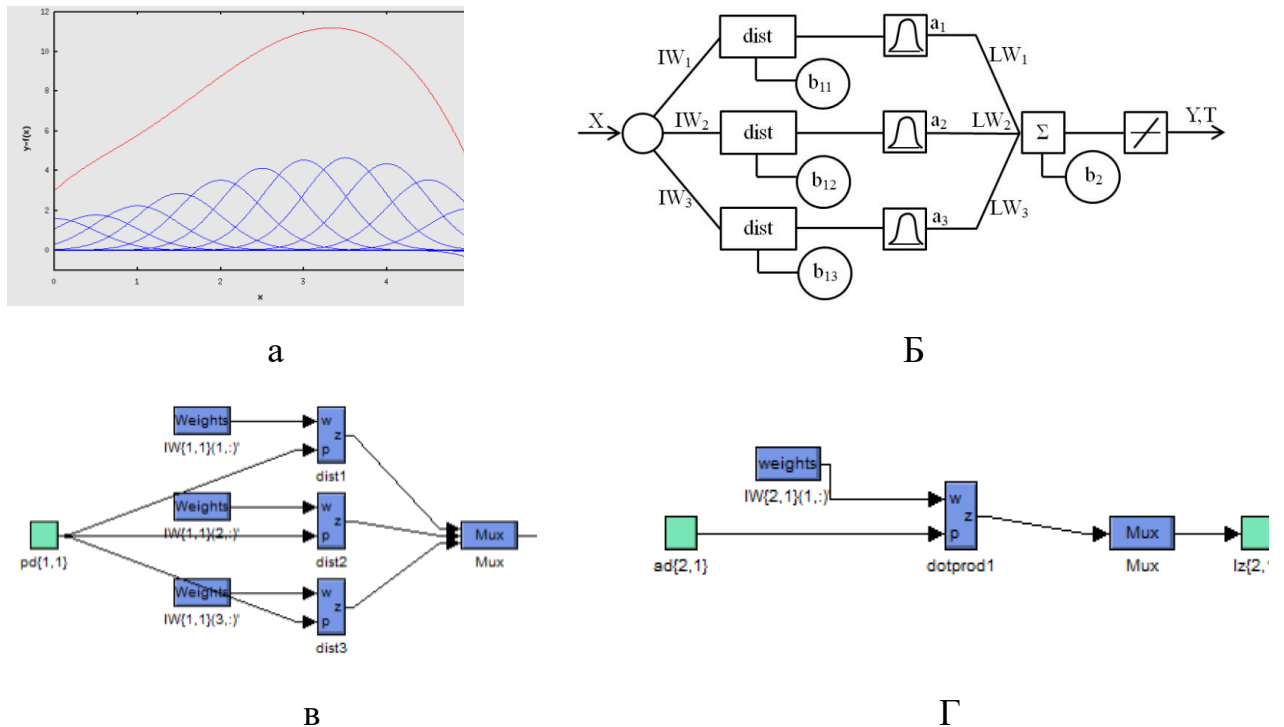 12
10
8
6
4
2
0
0 1 2 3 4
x
y=f(x)
а
X
IW₁
IW₂
IW₃
dist
b₁₁
dist
b₁₂
dist
b₁₃
a₁
a₂
a₃
LW₁
LW₂
LW₃
Σ
b₂
Y,T
Б
Weights
IW{1,1}(1,:)'
w
z
p
dist1
Weights
IW{1,1}(2,:)'
w
z
p
dist2
pd{1,1}
Mux
Mux
Weights
IW{1,1}(3,:)'
w
z
p
dist3
в
weights
IW{2,1}(1,:)'
w
z
p
dotprod1
ad{2,1}
Mux
Mux
lz{2,1
Г